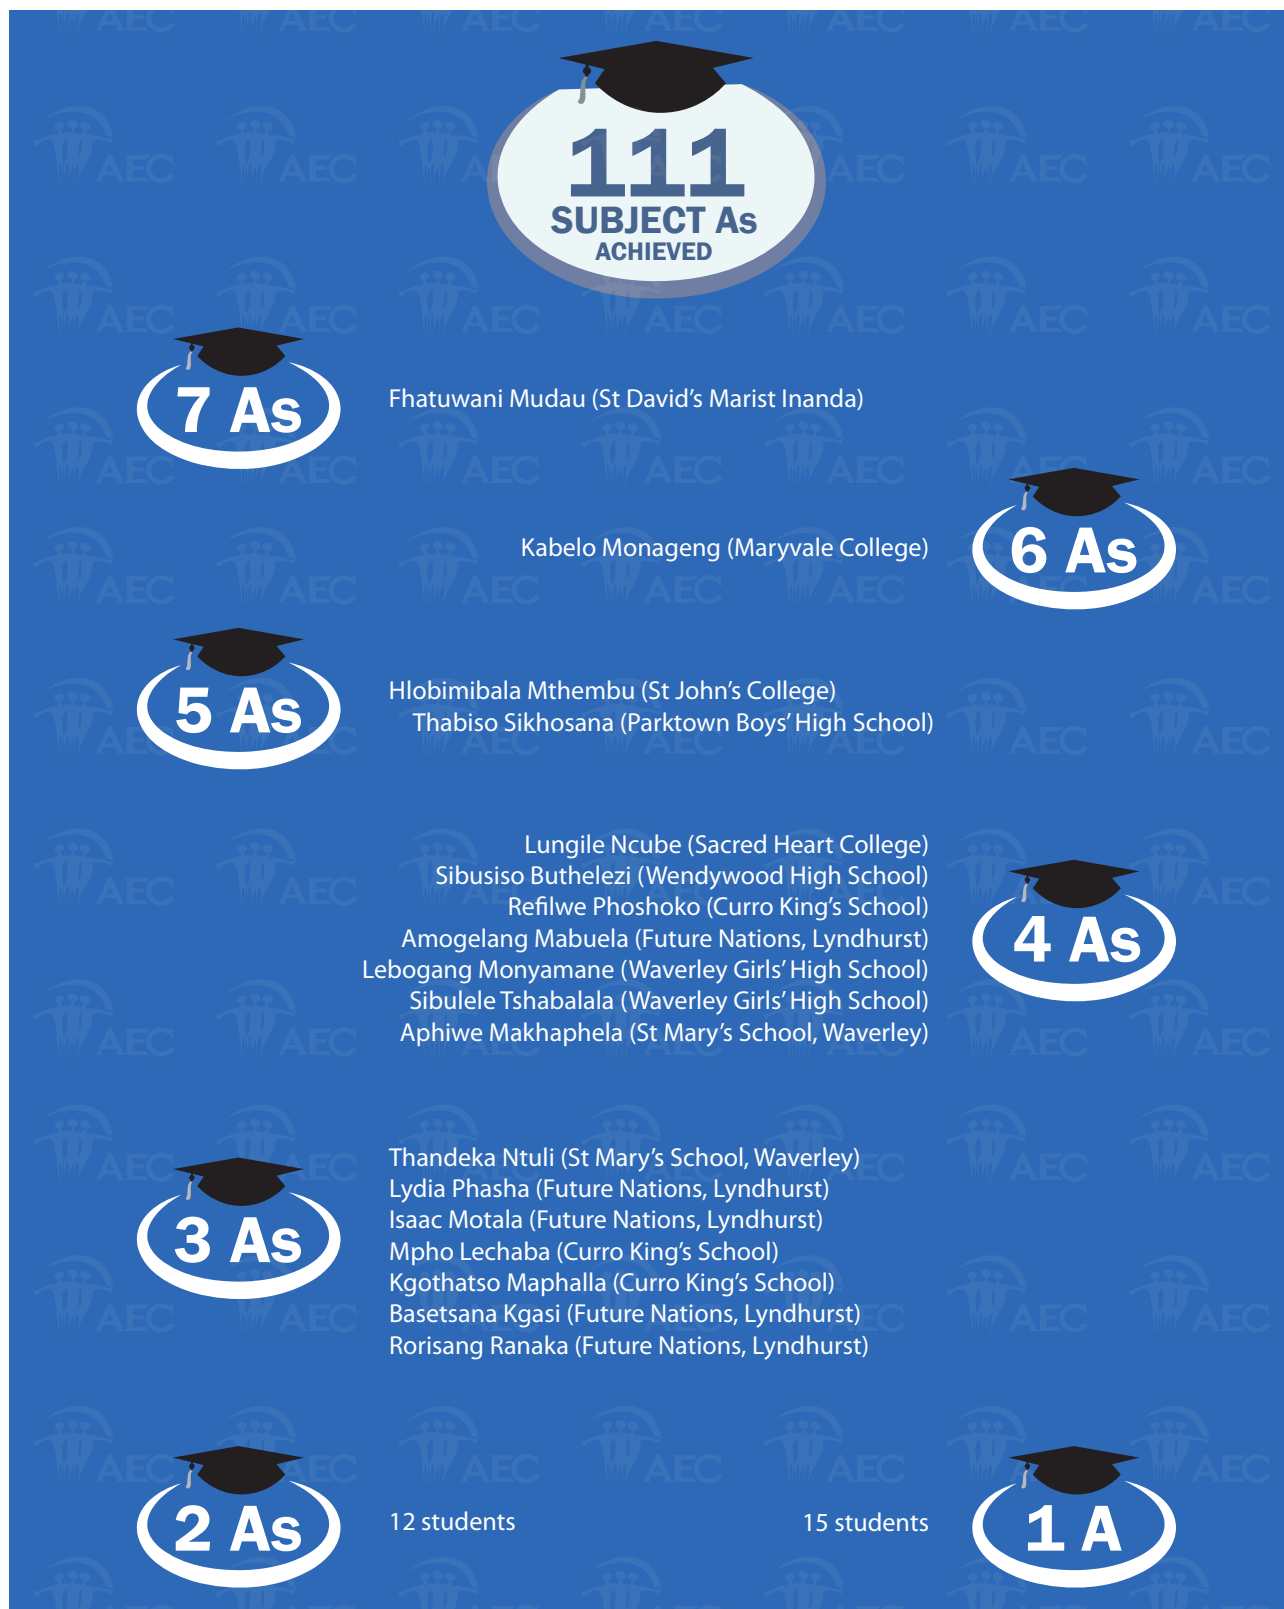 111
SUBJECT As
ACHIEVED
7 As
Fhatuwani Mudau (St David's Marist Inanda)
Kabelo Monageng (Maryvale College)
6 As
5 As
Hlobimibala Mthembu (St John's College)
Thabiso Sikhosana (Parktown Boys' High School)
Lungile Ncube (Sacred Heart College)
Sibusiso Buthelezi (Wendywood High School)
Refilwe Phoshoko (Curro King's School)
Amogelang Mabuela (Future Nations, Lyndhurst)
Lebogang Monyamane (Waverley Girls' High School)
Sibulele Tshabalala (Waverley Girls' High School)
Aphiwe Makhaphela (St Mary's School, Waverley)
4 As
3 As
Thandeka Ntuli (St Mary's School, Waverley)
Lydia Phasha (Future Nations, Lyndhurst)
Isaac Motala (Future Nations, Lyndhurst)
Mpho Lechaba (Curro King's School)
Kgothatso Maphalla (Curro King's School)
Basetsana Kgasi (Future Nations, Lyndhurst)
Rorisang Ranaka (Future Nations, Lyndhurst)
2 As
12 students
15 students
1 A